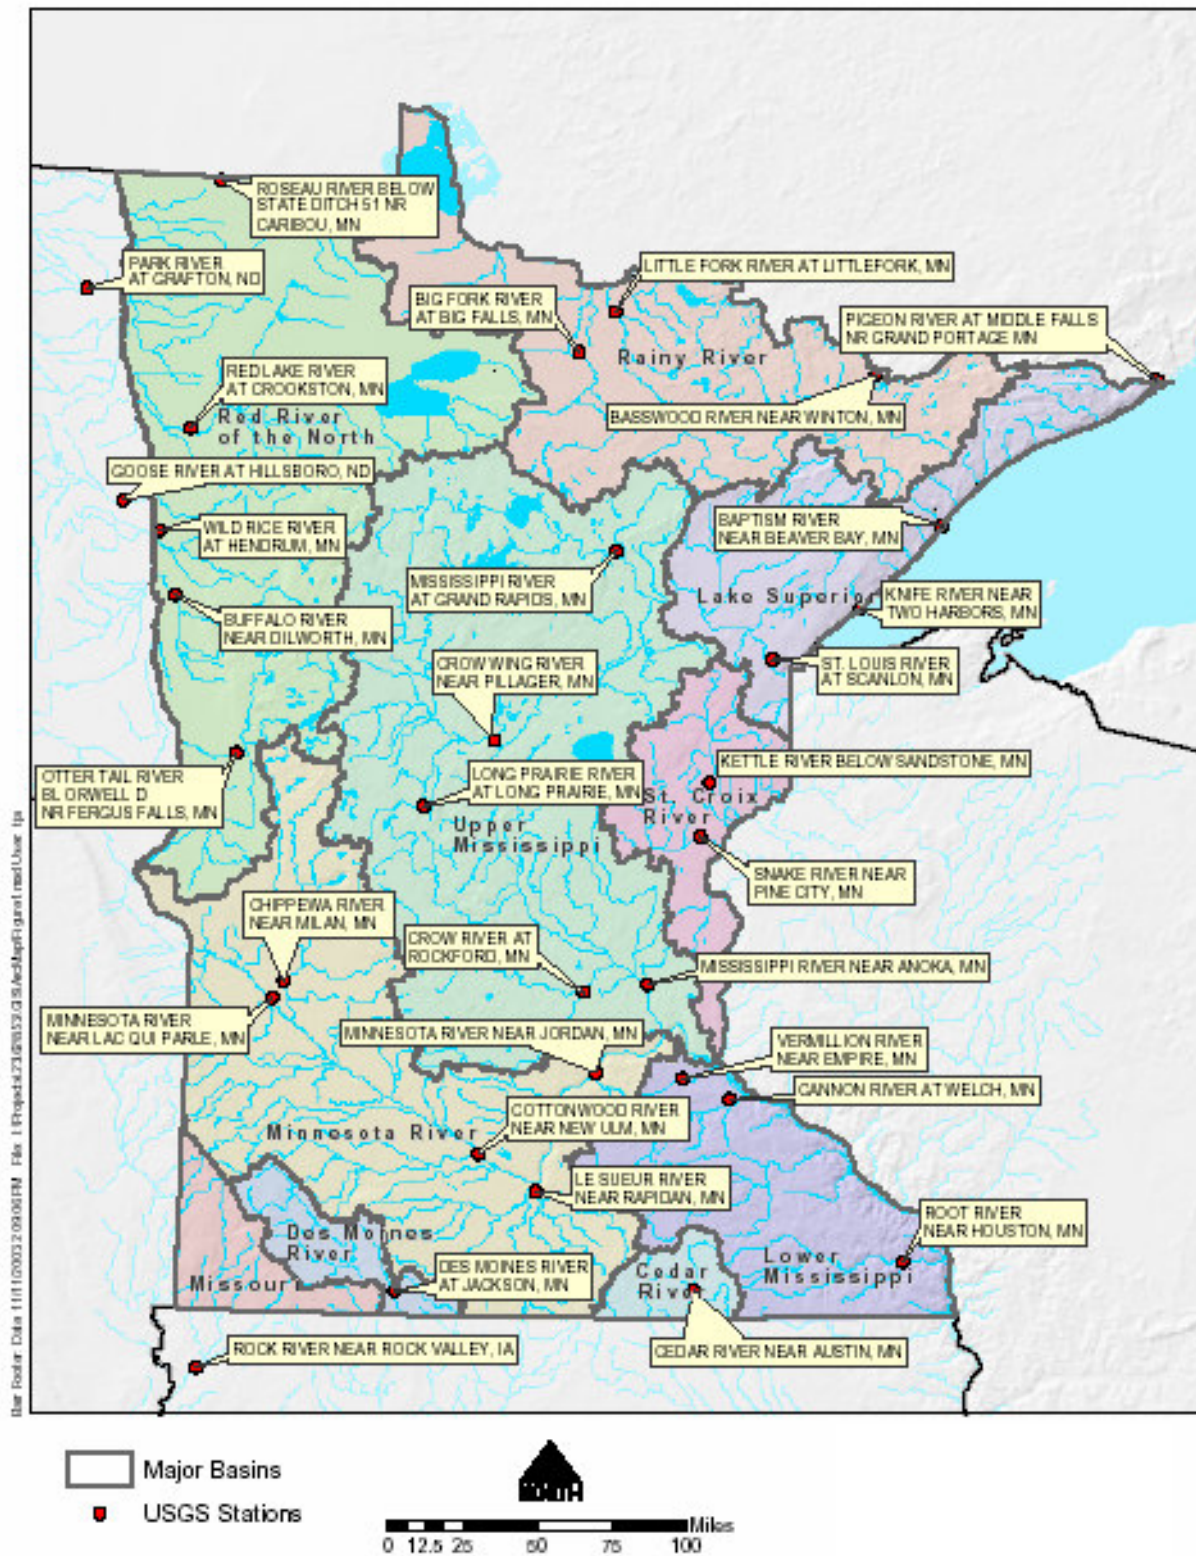 ROSEAU RIVER BELOW
STATE DITCH 51 NR
CARIBOU, MN
PARK RIVER
AT GRAFTON, ND
LITTLE FORK RIVER AT LITTLEFORK, MN
BIG FORK RIVER
AT BIG FALLS, MN
PIGEON RIVER AT MIDDLE FALLS
NR GRAND PORTAGE MN
Rainy River
RED LAKE RIVER
AT CROOKSTON, MN
BASSWOOD RIVER NEAR WINTON, MN
Red River
of the North
GOOSE RIVER AT HILLSBORO, ND
WILD RICE RIVER
AT HENDRUM, MN
BAPTISM RIVER
NEAR BEAVER BAY, MN
MISSISSIPPI RIVER
AT GRAND RAPIDS, MN
Lake Superior
KNIFE RIVER NEAR
TWO HARBORS, MN
BUFFALO RIVER
NEAR DILWORTH, MN
CROW WING RIVER
NEAR PILLAGER, MN
ST. LOUIS RIVER
AT SCANLON, MN
OTTER TAIL RIVER
BL ORWELL D
NR FERGUS FALLS, MN
LONG PRAIRIE RIVER
AT LONG PRAIRIE, MN
KETTLE RIVER BELOW SANDSTONE, MN
St. Croix
River
Upper
Mississippi
SNAKE RIVER NEAR
PINE CITY, MN
CHIPPEWA RIVER
NEAR MILAN, MN
CROW RIVER AT
ROCKFORD, MN
MISSISSIPPI RIVER NEAR ANOKA, MN
MINNESOTA RIVER
NEAR LAC QUI PARLE, MN
MINNESOTA RIVER NEAR JORDAN, MN
VERMILLION RIVER
NEAR EMPIRE, MN
CANNON RIVER AT WELCH, MN
COTTONWOOD RIVER
NEAR NEW ULM, MN
Minnesota River
LE SUEUR RIVER
NEAR RAPIDAN, MN
ROOT RIVER
NEAR HOUSTON, MN
Des Moines
River
DES MOINES RIVER
AT JACKSON, MN
Missouri
Cedar
River
Lower
Mississippi
ROCK RIVER NEAR ROCK VALLEY, IA
CEDAR RIVER NEAR AUSTIN, MN
Major Basins
USGS Stations
NORTH
Miles
0 12.5 25 50 75 100